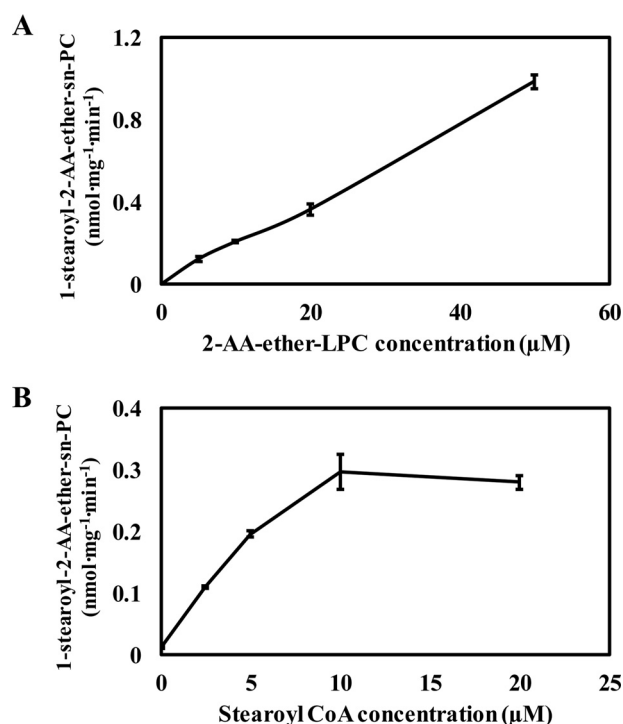 A
1-stearoyl-2-AA-ether-sn-PC
(nmol·mg⁻¹·min⁻¹)
1.2
0.8
0.4
0
0
20
40
60
2-AA-ether-LPC concentration (µM)
B
1-stearoyl-2-AA-ether-sn-PC
(nmol·mg⁻¹·min⁻¹)
0.4
0.3
0.2
0.1
0
0
5
10
15
20
25
Stearoyl CoA concentration (µM)